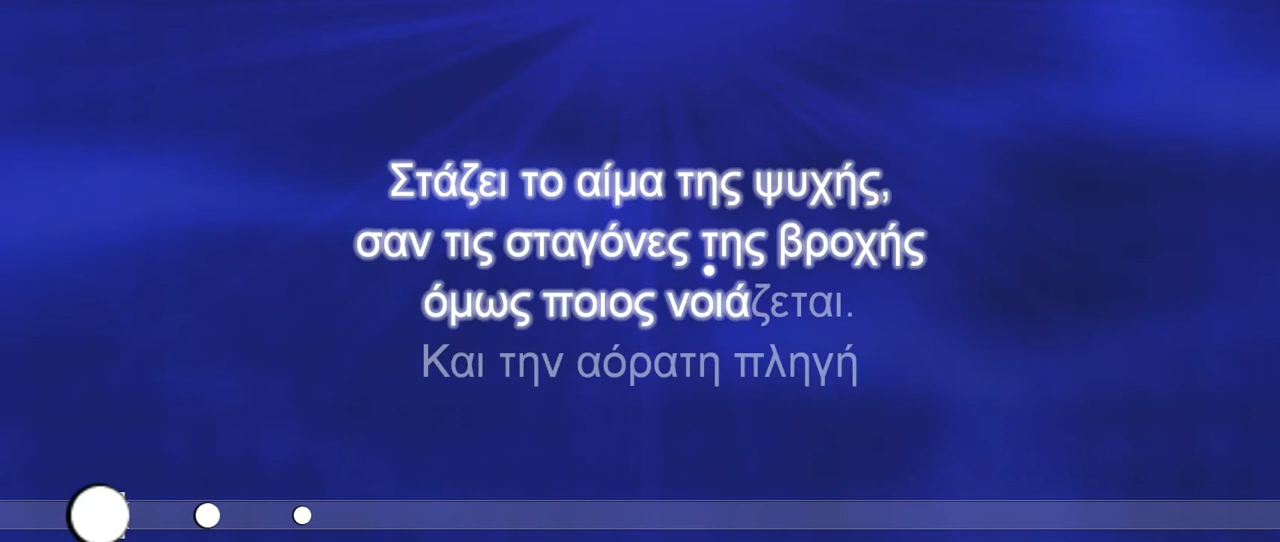 Στάζει το αίμα της ψυχής,
σαν τις σταγόνες της βροχής
όμως ποιος νοιάζεται.
Και την αόρατη πληγή